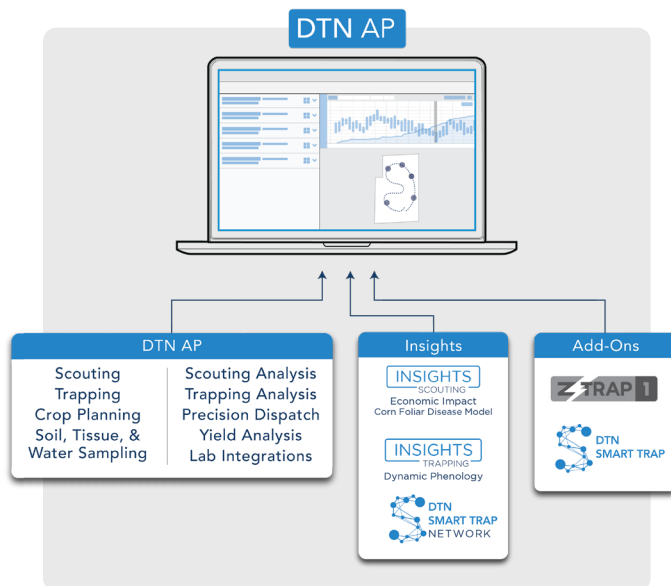 DTN AP
DTN AP
Scouting
Trapping
Crop Planning
Soil, Tissue, &
Water Sampling
Scouting Analysis
Trapping Analysis
Precision Dispatch
Yield Analysis
Lab Integrations
Insights
INSIGHTS
SCOUTING
Economic Impact
Corn Foliar Disease Model
INSIGHTS
TRAPPING
Dynamic Phenology
DTN
SMART TRAP
NETWORK
Add-Ons
Z TRAP 1
DTN
SMART TRAP